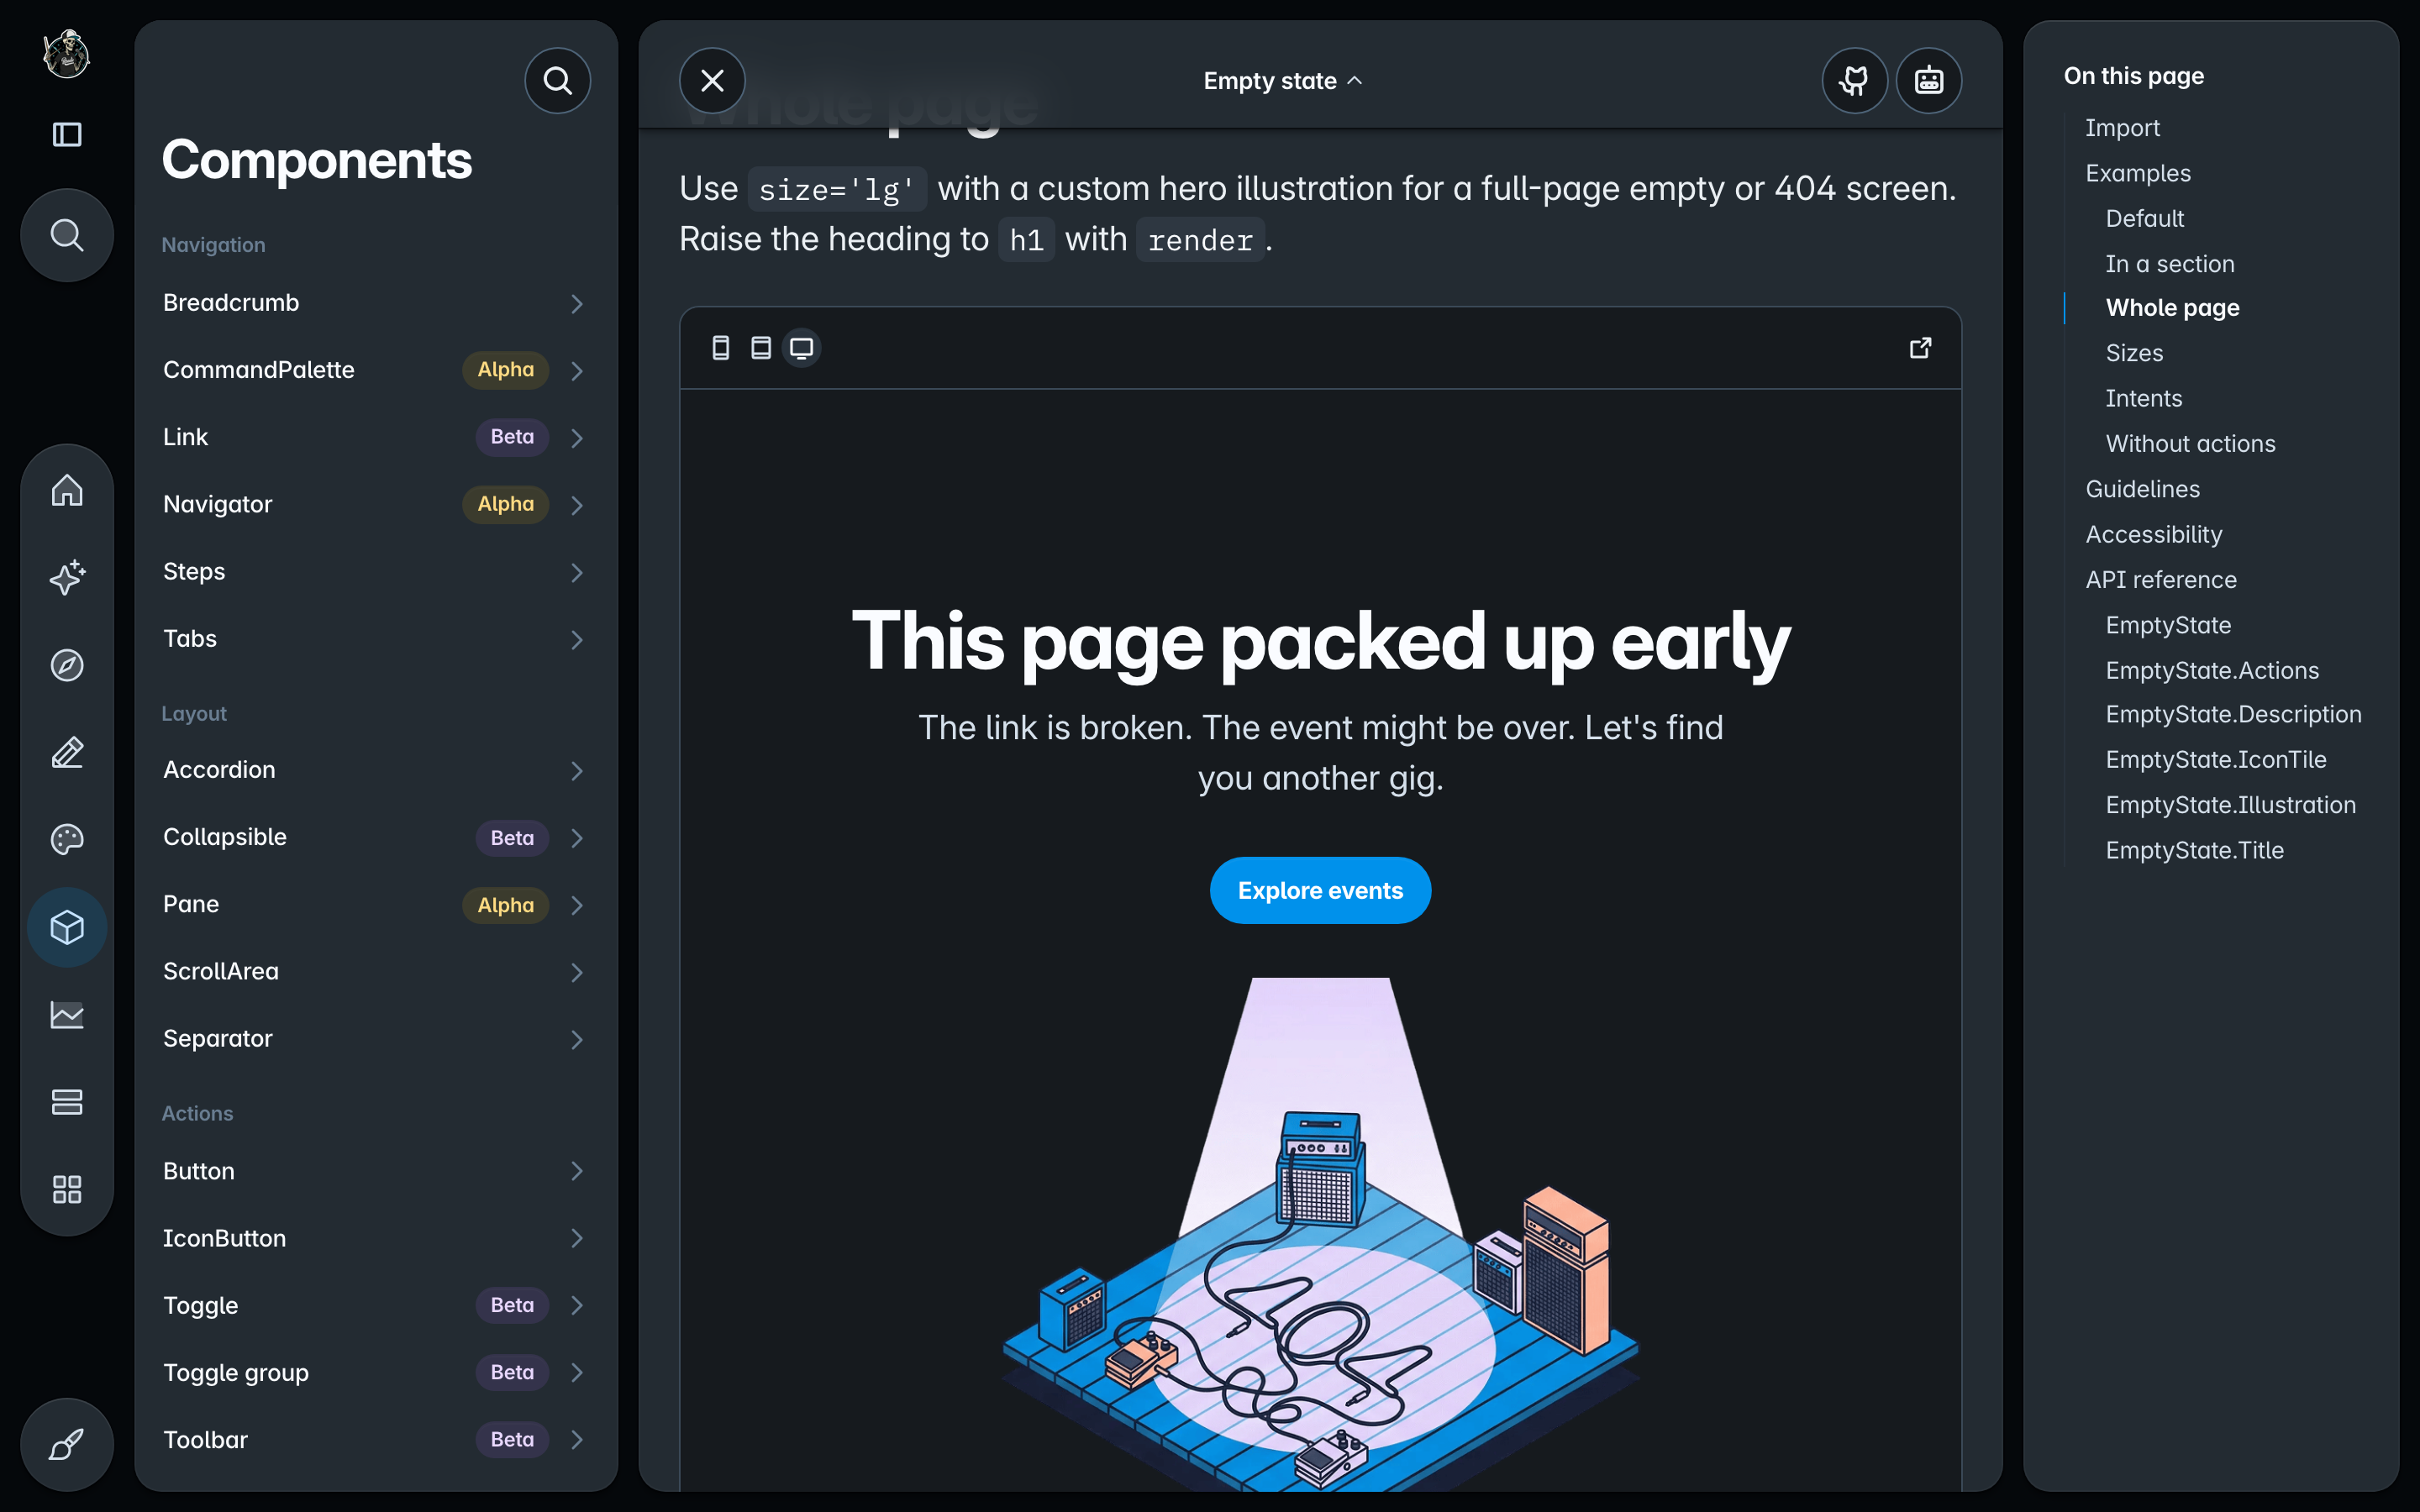 Components
Navigation
Breadcrumb
CommandPalette Alpha
Link Beta
Navigator Alpha
Steps
Tabs
Layout
Accordion
Collapsible Beta
Pane Alpha
ScrollArea
Separator
Actions
Button
IconButton
Toggle Beta
Toggle group Beta
Toolbar Beta
Empty state
Whole page
Use size='lg' with a custom hero illustration for a full-page empty or 404 screen.
Raise the heading to h1 with render.
This page packed up early
The link is broken. The event might be over. Let's find
you another gig.
Explore events
404
On this page
Import
Examples
Default
In a section
Whole page
Sizes
Intents
Without actions
Guidelines
Accessibility
API reference
EmptyState
EmptyState.Actions
EmptyState.Description
EmptyState.IconTile
EmptyState.Illustration
EmptyState.Title